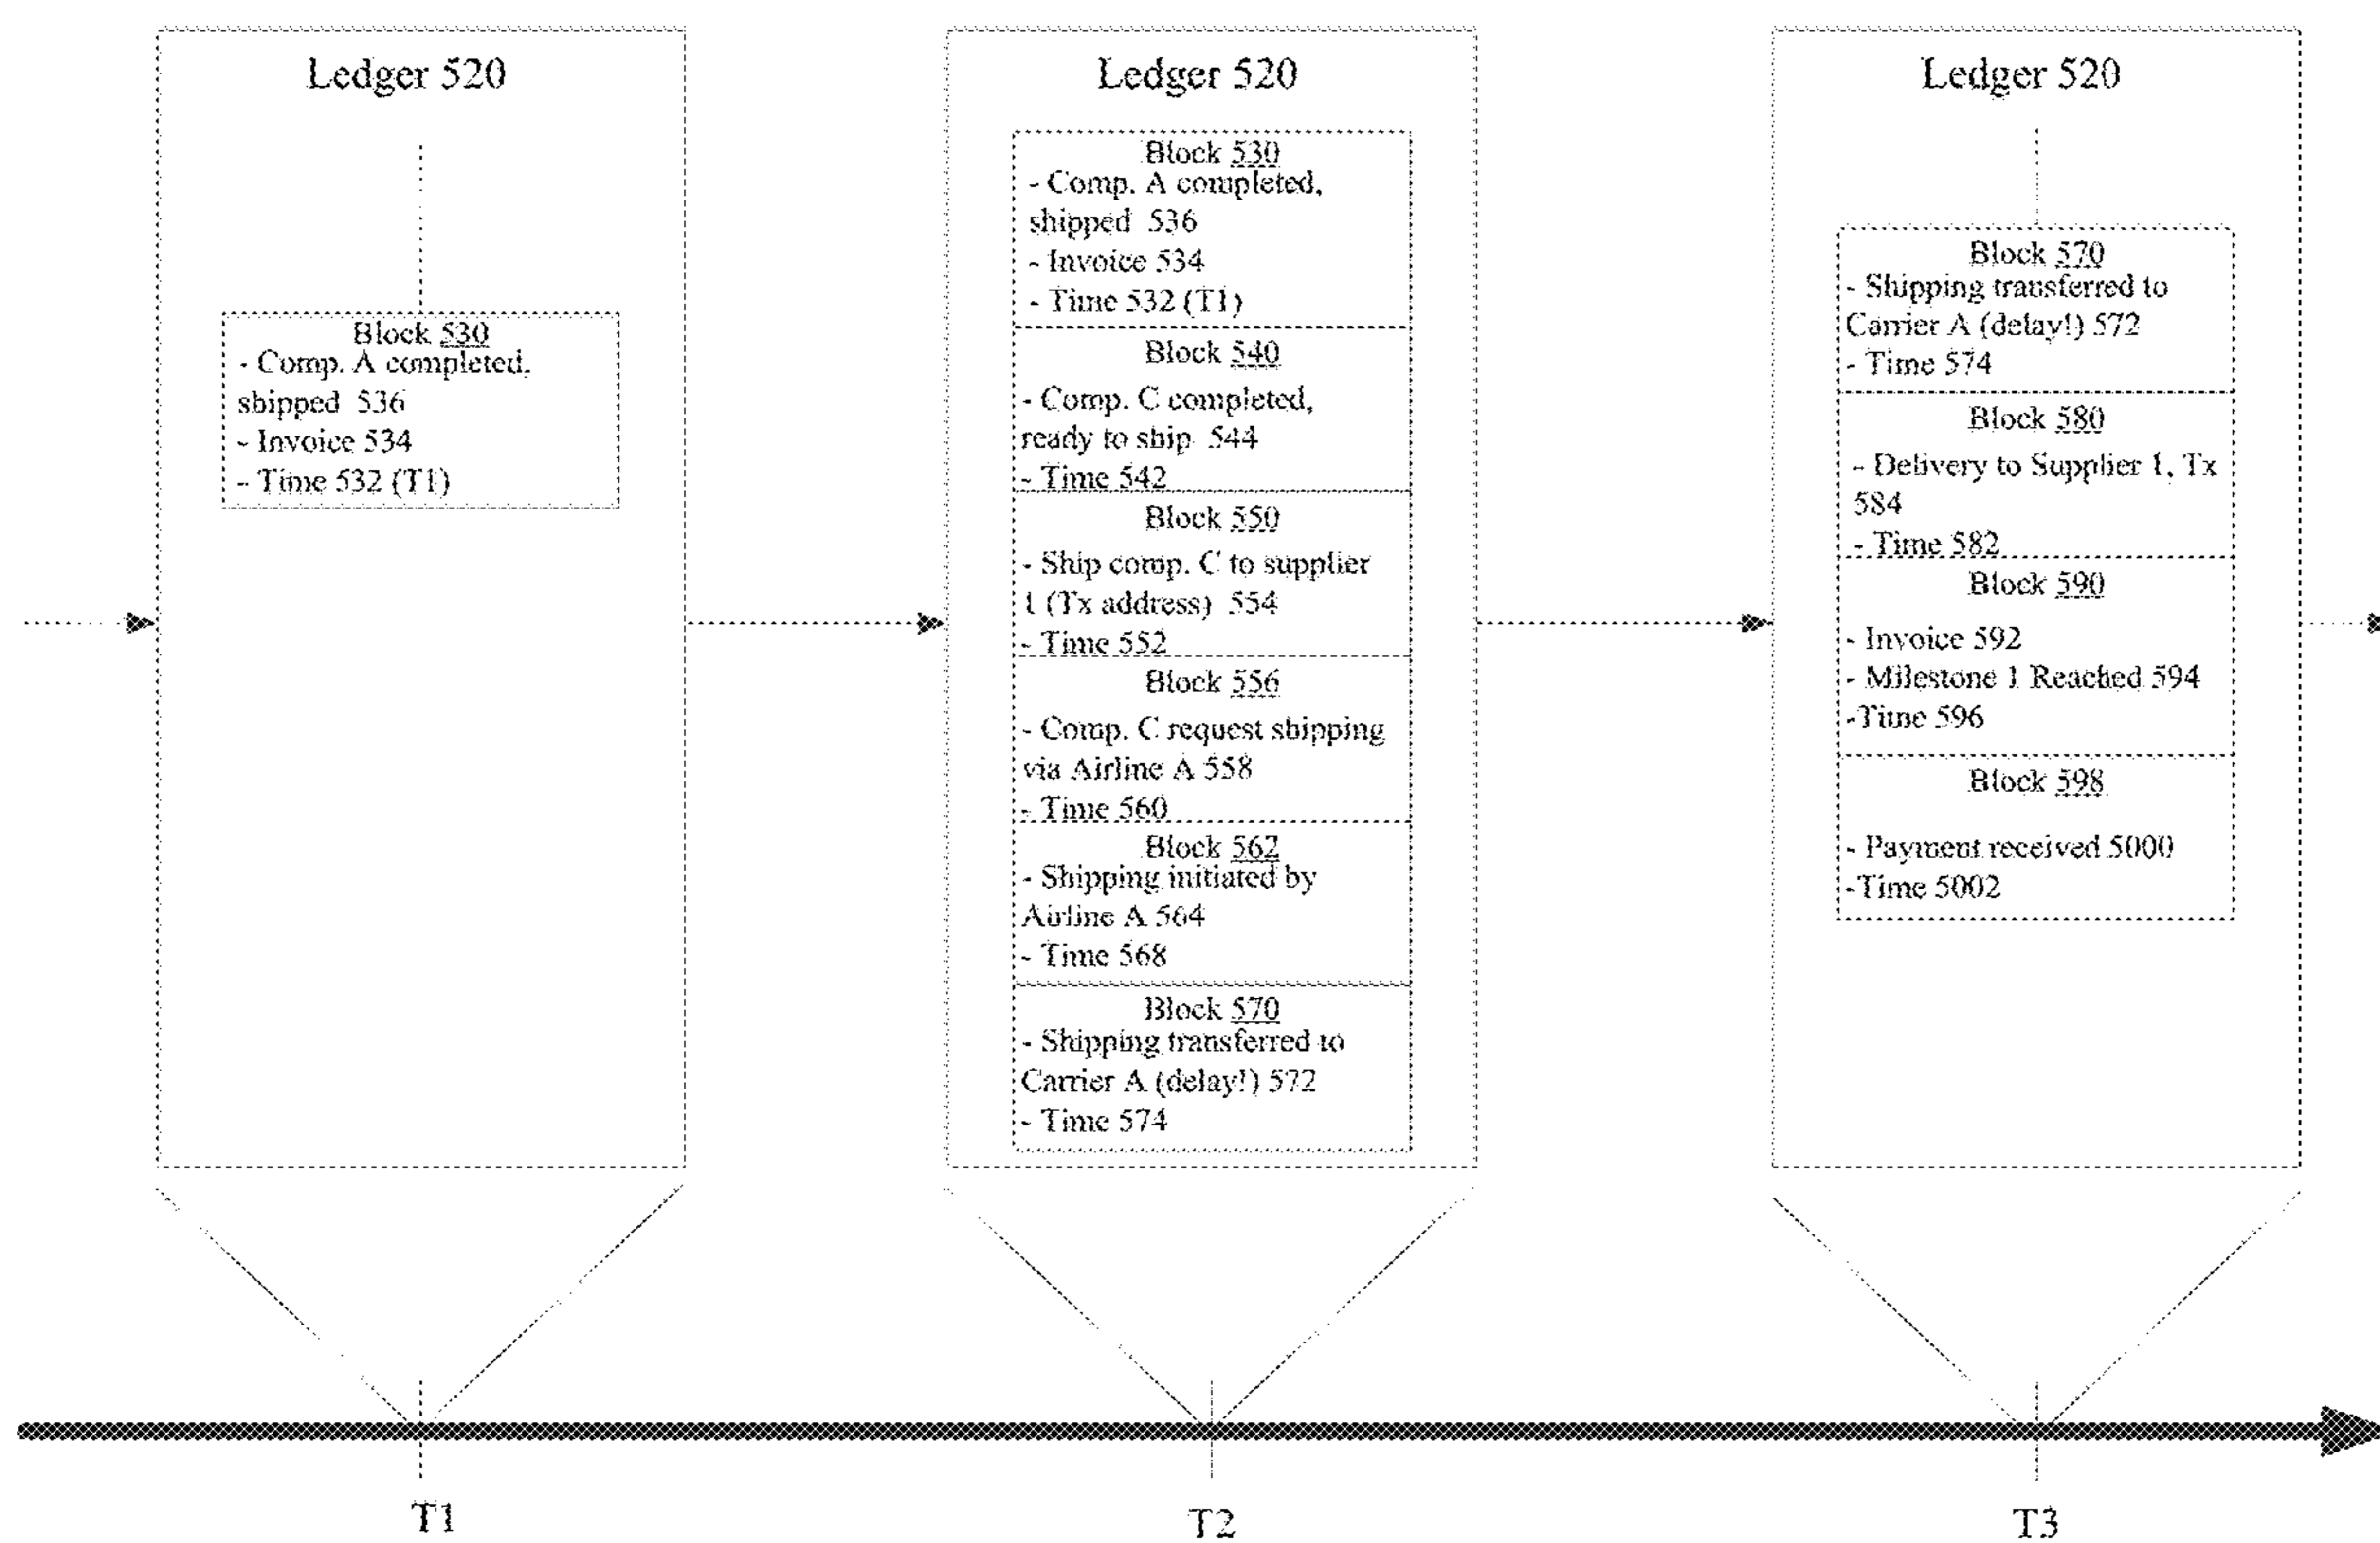 Ledger 520
Block 530
- Comp. A completed,
shipped 536
- Invoice 534
- Time 532 (T1)
Ledger 520
Block 530
- Comp. A completed,
shipped 536
- Invoice 534
- Time 532 (T1)
Block 540
- Comp. C completed,
ready to ship 544
- Time 542
Block 550
- Ship comp. C to supplier
1 (Tx address) 554
- Time 552
Block 556
- Comp. C request shipping
via Airline A 558
- Time 560
Block 562
- Shipping initiated by
Airline A 564
- Time 568
Block 570
- Shipping transferred to
Carrier A (delay!) 572
- Time 574
Ledger 520
Block 570
- Shipping transferred to
Carrier A (delay!) 572
- Time 574
Block 580
- Delivery to Supplier 1, Tx
584
- Time 582
Block 590
- Invoice 592
- Milestone 1 Reached 594
-Time 596
Block 598
- Payment received 5000
-Time 5002
T1
T2
T3